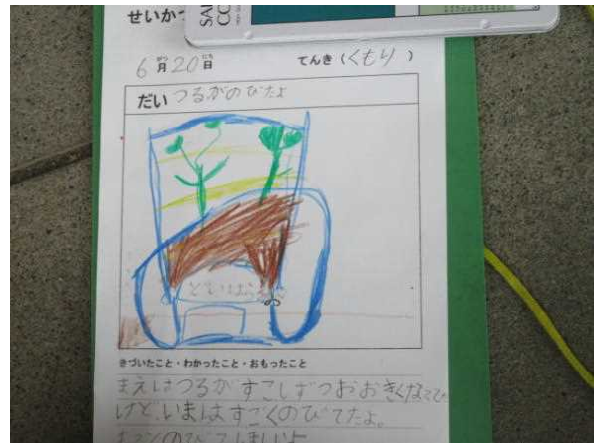 せいかつ
SA
CO
6月20日 てんき（くもり）
だい つるがのびたよ
きづいたこと・わかったこと・おもったこと
まえはつるがすこしずつおおきくなてて
けど、いまはすごくのびてたよ。